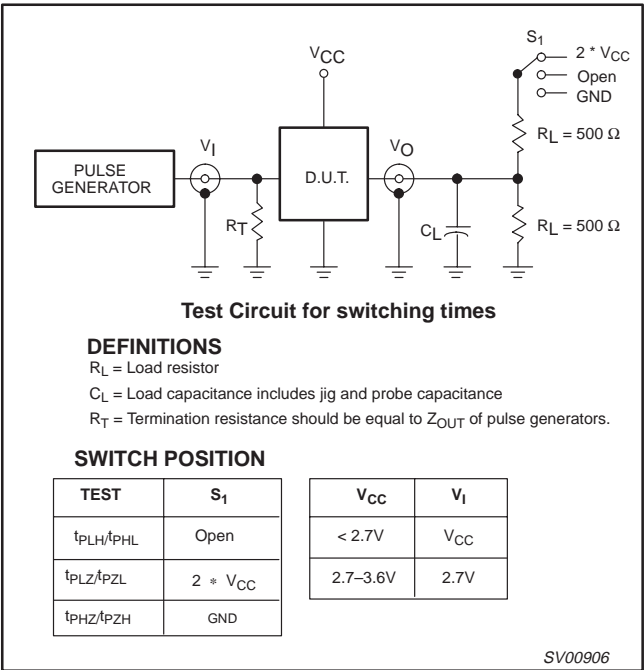 S1
2 * VCC
Open
GND
VCC
RL = 500 Ω
VI
VO
PULSE
GENERATOR
D.U.T.
RT
CL
RL = 500 Ω
Test Circuit for switching times
DEFINITIONS
RL = Load resistor
CL = Load capacitance includes jig and probe capacitance
RT = Termination resistance should be equal to ZOUT of pulse generators.
SWITCH POSITION
TEST S1
tPLH/tPHL Open
tPLZ/tPZL 2 * VCC
tPHZ/tPZH GND
VCC VI
< 2.7V VCC
2.7–3.6V 2.7V
SV00906